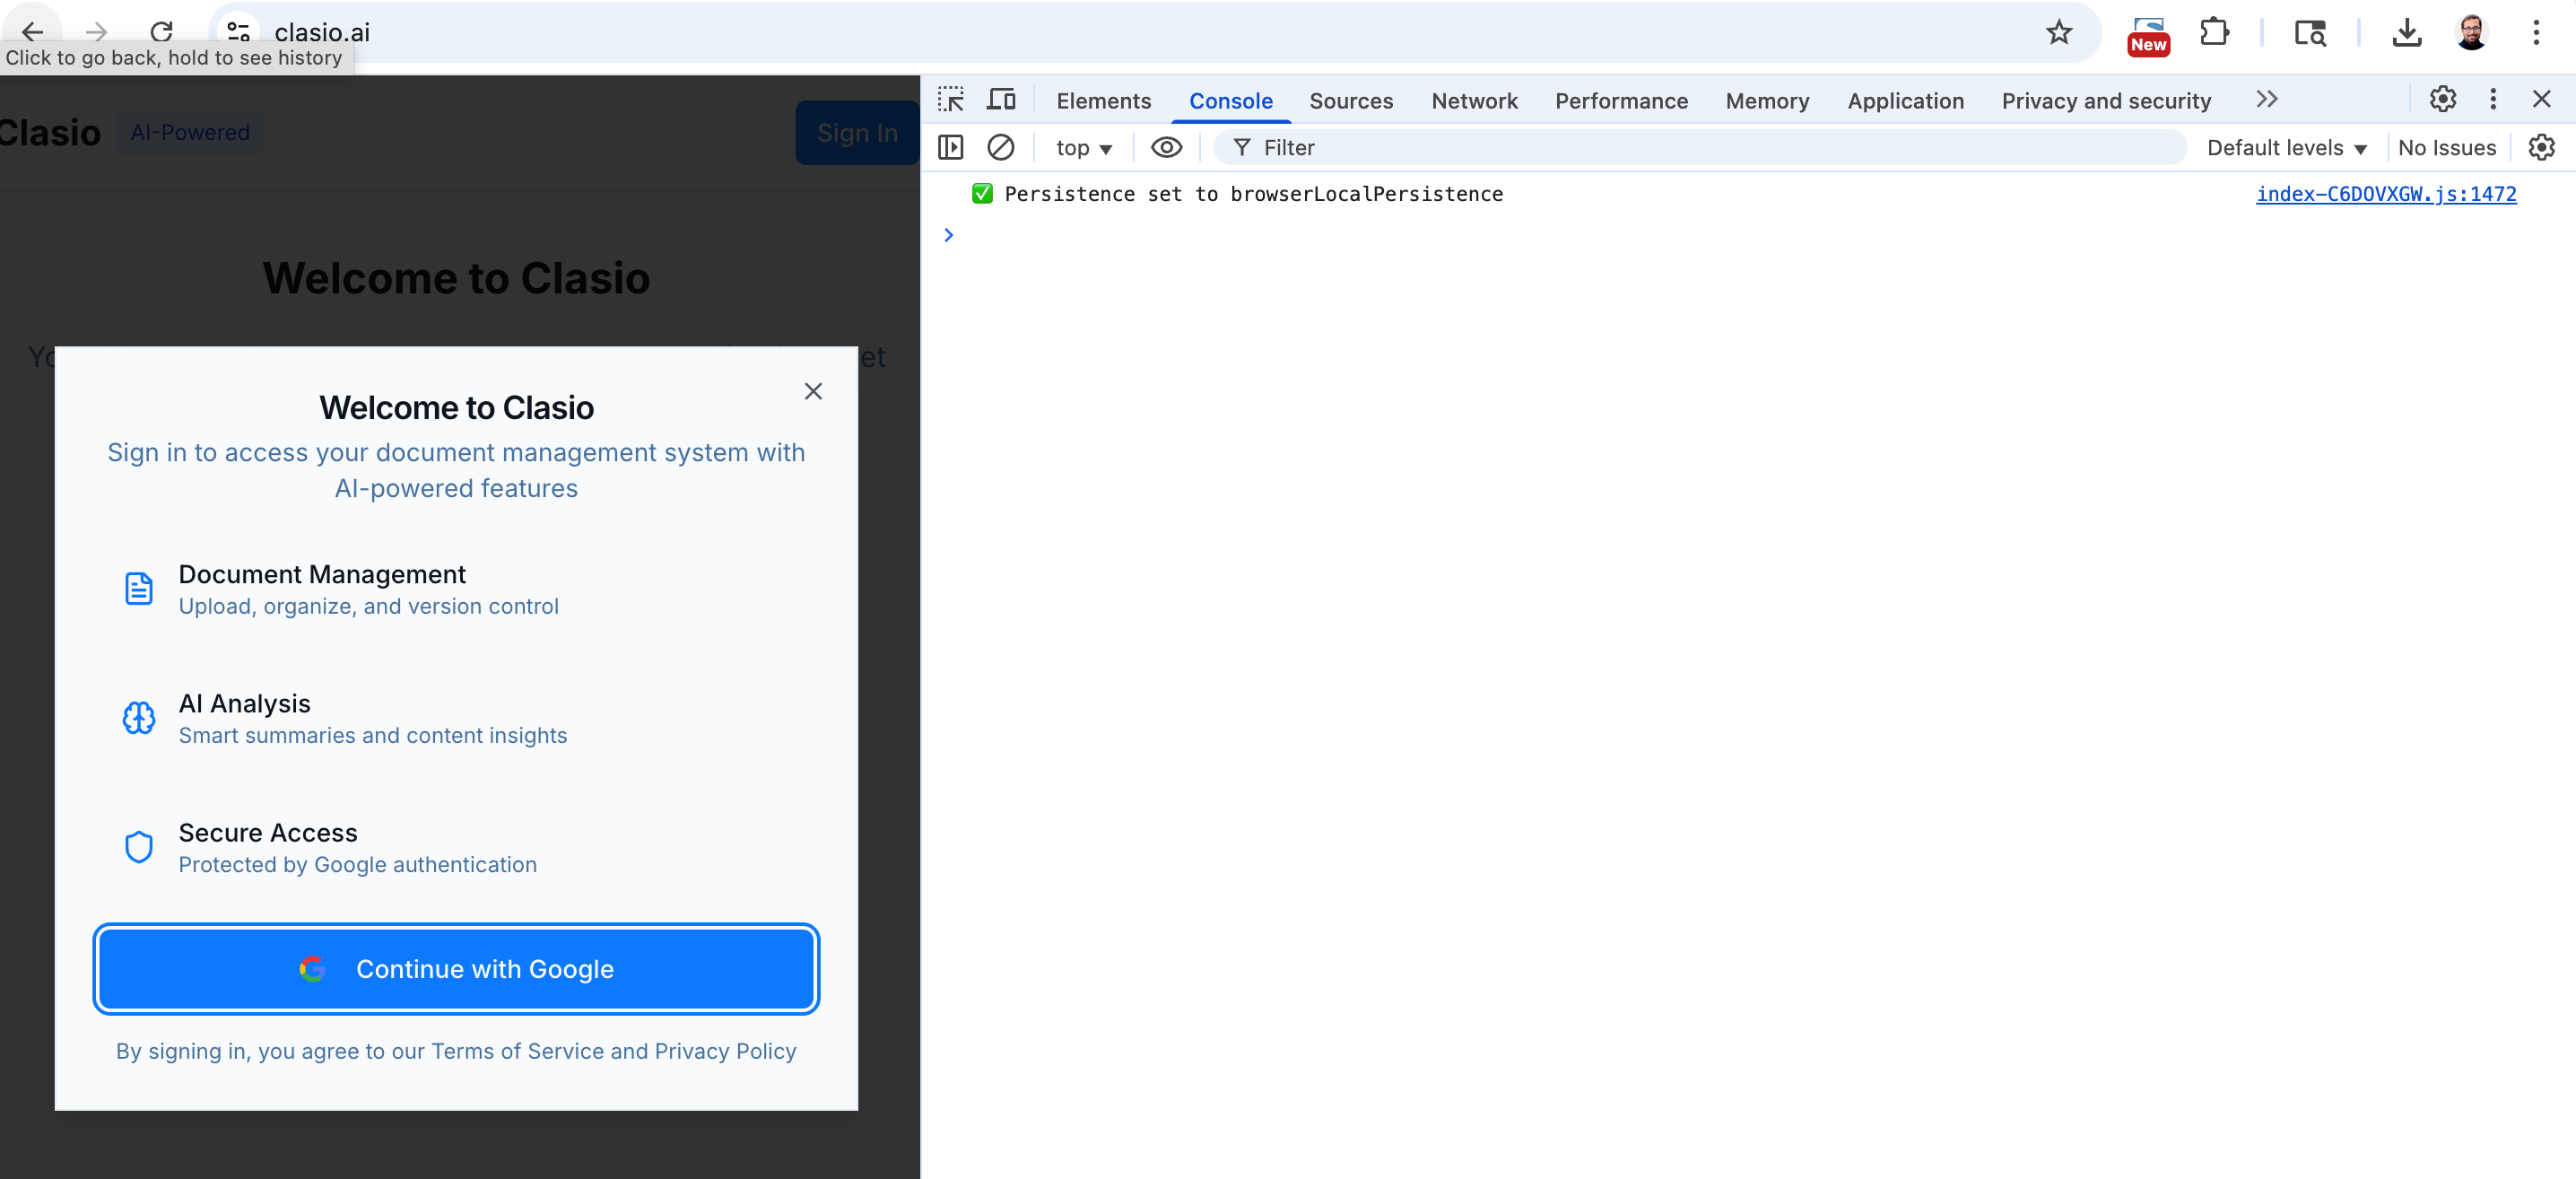 clasio.ai
New
Click to go back, hold to see history
Elements Console Sources Network Performance Memory Application Privacy and security
top Filter Default levels No Issues
✅ Persistence set to browserLocalPersistence index-C6DOVXGW.js:1472
Clasio AI-Powered Sign In
Welcome to Clasio
Yo et
Welcome to Clasio
Sign in to access your document management system with
AI-powered features
Document Management
Upload, organize, and version control
AI Analysis
Smart summaries and content insights
Secure Access
Protected by Google authentication
Continue with Google
By signing in, you agree to our Terms of Service and Privacy Policy